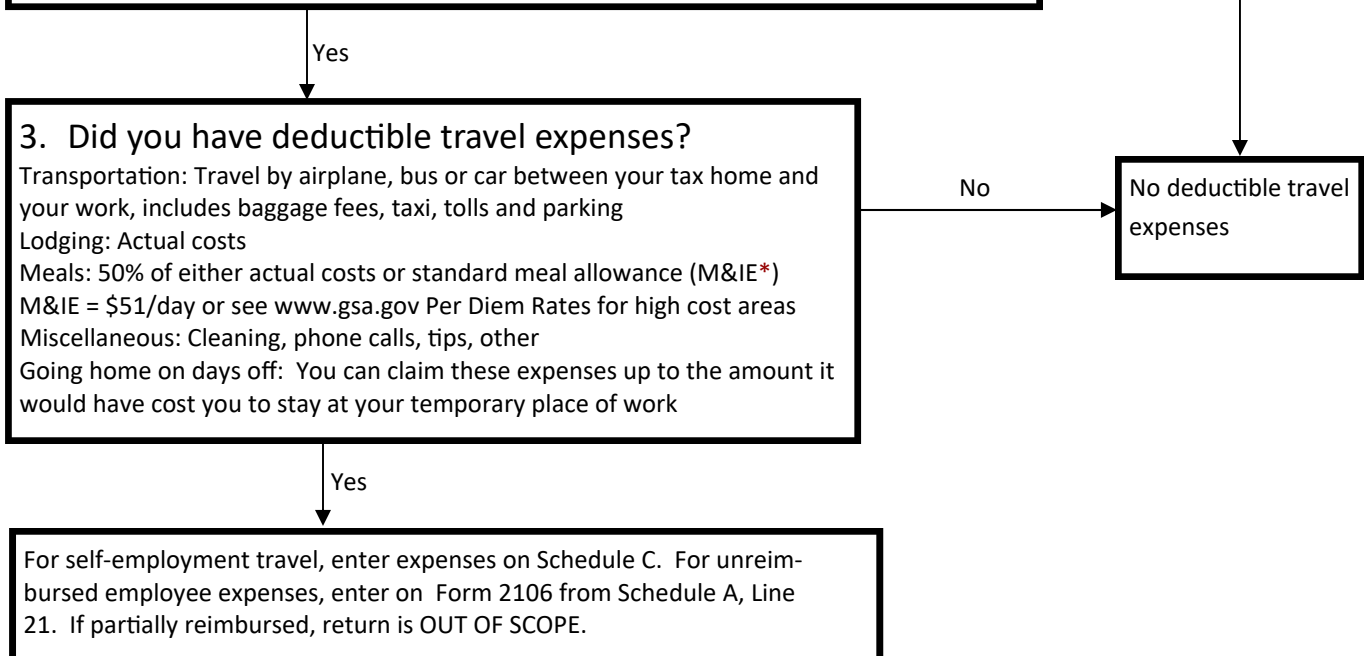 Yes
3. Did you have deductible travel expenses?
Transportation: Travel by airplane, bus or car between your tax home and
your work, includes baggage fees, taxi, tolls and parking
Lodging: Actual costs
Meals: 50% of either actual costs or standard meal allowance (M&IE*)
M&IE = $51/day or see www.gsa.gov Per Diem Rates for high cost areas
Miscellaneous: Cleaning, phone calls, tips, other
Going home on days off:  You can claim these expenses up to the amount it
would have cost you to stay at your temporary place of work
No
No deductible travel
expenses
Yes
For self-employment travel, enter expenses on Schedule C.  For unreim-
bursed employee expenses, enter on  Form 2106 from Schedule A, Line
21.  If partially reimbursed, return is OUT OF SCOPE.